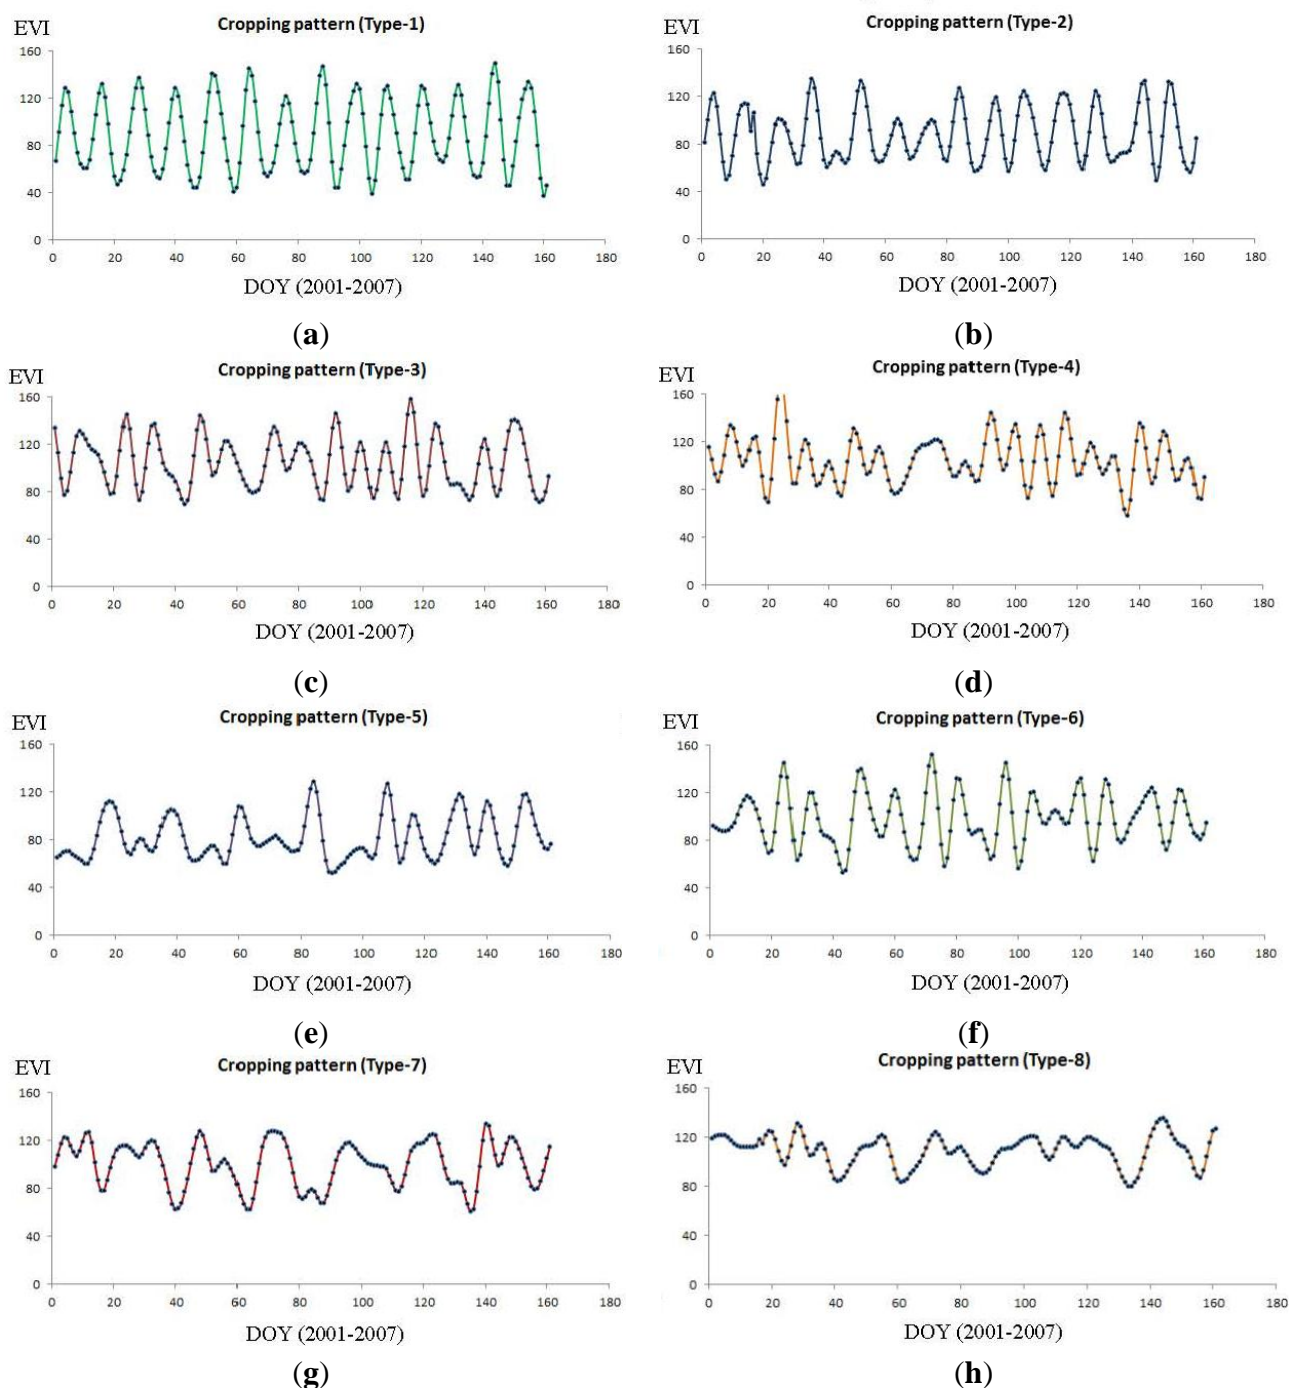 Cropping pattern (Type-1)
EVI
160
120
80
40
0
0 20 40 60 80 100 120 140 160 180
DOY (2001-2007)
(a)
Cropping pattern (Type-2)
EVI
160
120
80
40
0
0 20 40 60 80 100 120 140 160 180
DOY (2001-2007)
(b)
Cropping pattern (Type-3)
EVI
160
120
80
40
0
0 20 40 60 80 100 120 140 160 180
DOY (2001-2007)
(c)
Cropping pattern (Type-4)
EVI
160
120
80
40
0
0 20 40 60 80 100 120 140 160 180
DOY (2001-2007)
(d)
Cropping pattern (Type-5)
EVI
160
120
80
40
0
0 20 40 60 80 100 120 140 160 180
DOY (2001-2007)
(e)
Cropping pattern (Type-6)
EVI
160
120
80
40
0
0 20 40 60 80 100 120 140 160 180
DOY (2001-2007)
(f)
Cropping pattern (Type-7)
EVI
160
120
80
40
0
0 20 40 60 80 100 120 140 160 180
DOY (2001-2007)
(g)
Cropping pattern (Type-8)
EVI
160
120
80
40
0
0 20 40 60 80 100 120 140 160 180
DOY (2001-2007)
(h)